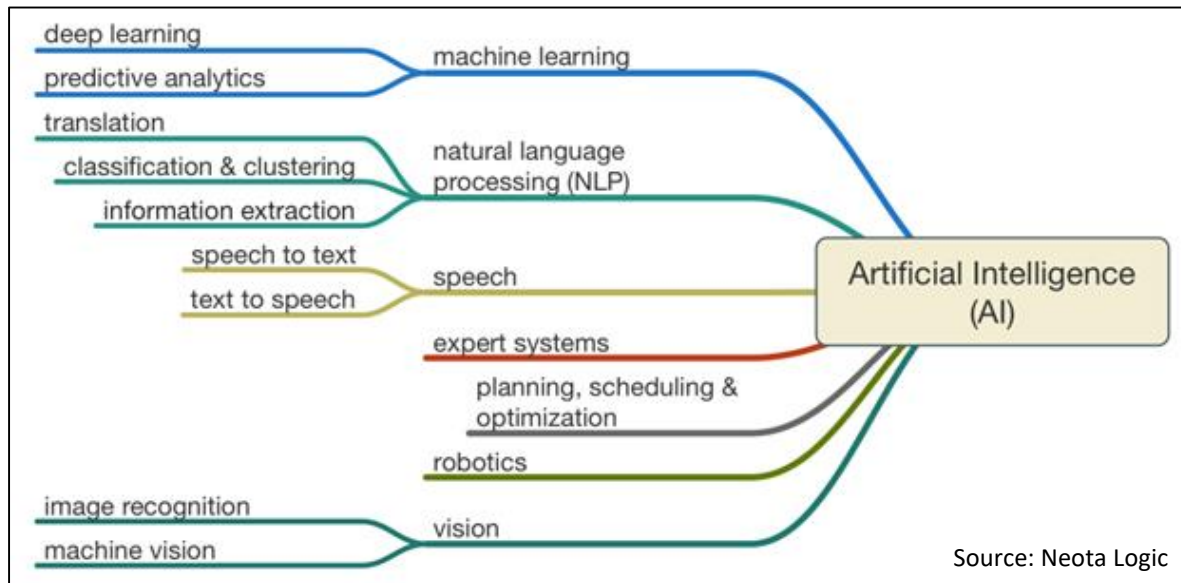 deep learning
machine learning
predictive analytics
translation
natural language
processing (NLP)
classification & clustering
information extraction
speech to text
speech
text to speech
Artificial Intelligence
(AI)
expert systems
planning, scheduling &
optimization
robotics
image recognition
vision
machine vision
Source: Neota Logic